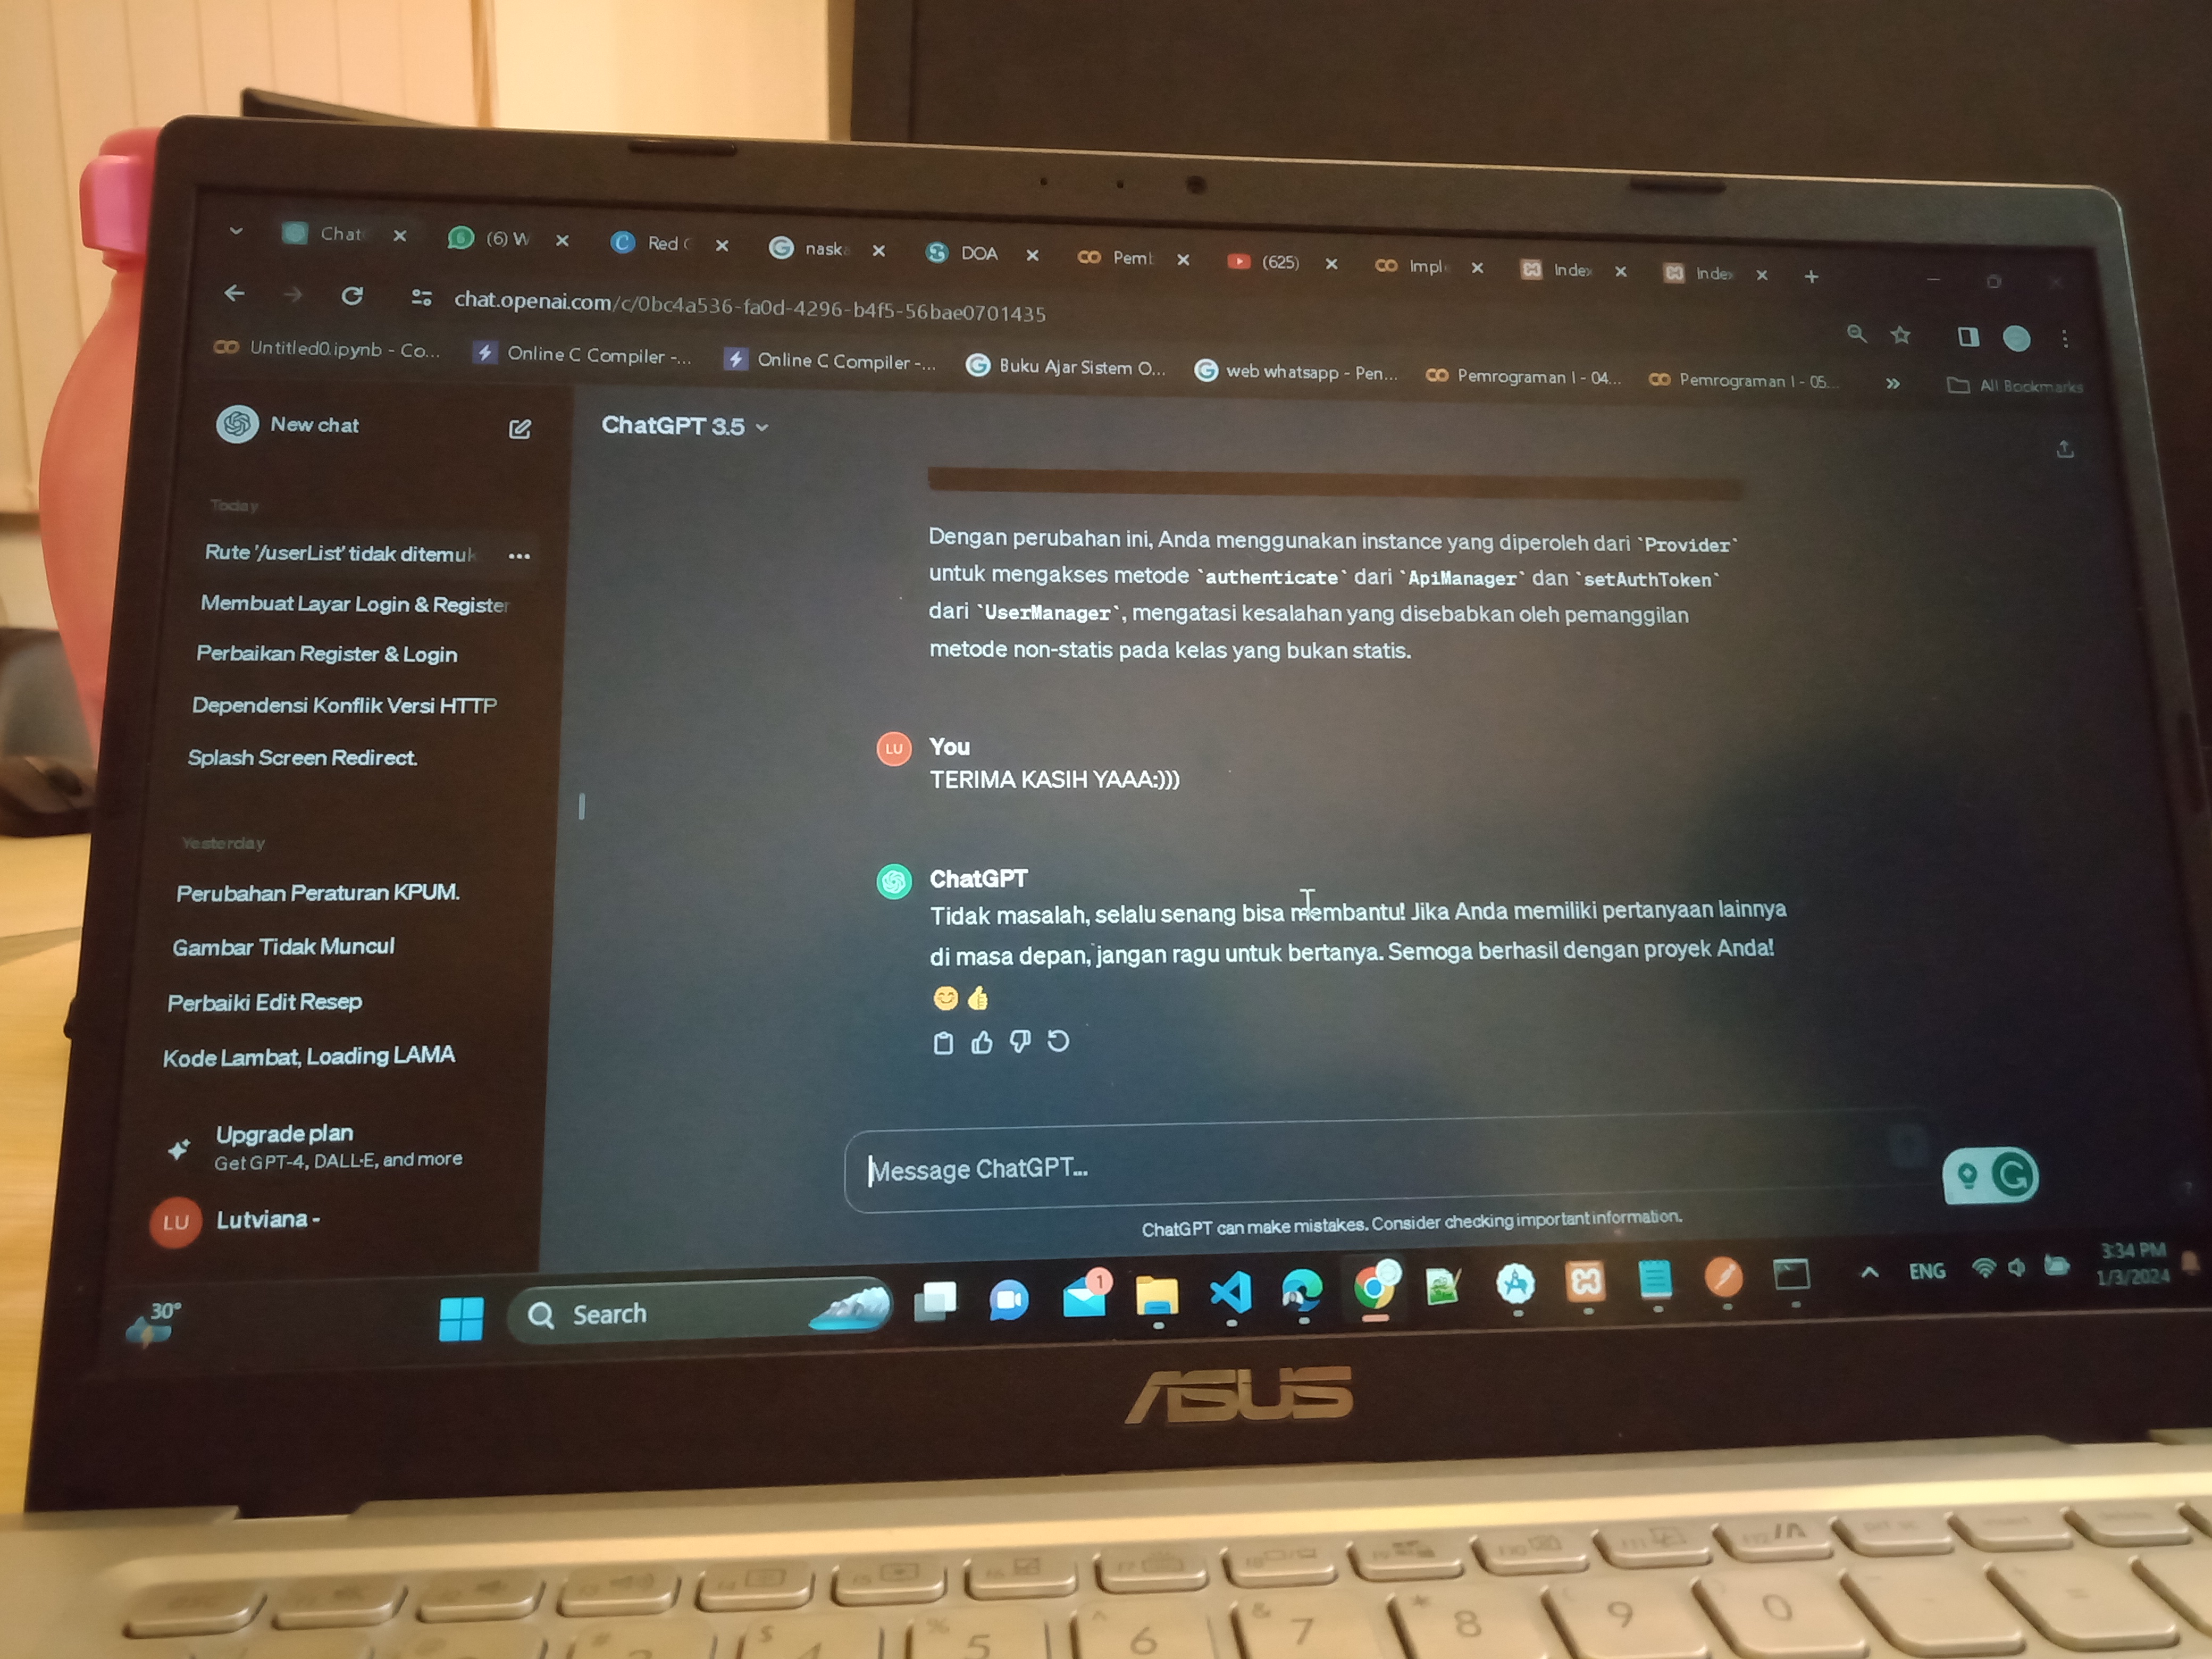 Chat
(6) W
Red C
nask
DOA
Pemb
(625)
Imple
Index
Index
chat.openai.com/c/0bc4a536-fa0d-4296-b4f5-56bae0701435
Untitled0.ipynb - Co...
Online C Compiler -...
Online C Compiler -...
Buku Ajar Sistem O...
web whatsapp - Pen...
Pemrograman I - 04...
Pemrograman I - 05...
All Bookmarks
New chat
Today
Rute '/userList' tidak ditemuk
Membuat Layar Login & Register
Perbaikan Register & Login
Dependensi Konflik Versi HTTP
Splash Screen Redirect.
Yesterday
Perubahan Peraturan KPUM.
Gambar Tidak Muncul
Perbaiki Edit Resep
Kode Lambat, Loading LAMA
Upgrade plan
Get GPT-4, DALL·E, and more
LU
Lutviana -
ChatGPT 3.5
Dengan perubahan ini, Anda menggunakan instance yang diperoleh dari `Provider`
untuk mengakses metode `authenticate` dari `ApiManager` dan `setAuthToken`
dari `UserManager`, mengatasi kesalahan yang disebabkan oleh pemanggilan
metode non-statis pada kelas yang bukan statis.
LU
You
TERIMA KASIH YAAA:)))
ChatGPT
Tidak masalah, selalu senang bisa membantu! Jika Anda memiliki pertanyaan lainnya
di masa depan, jangan ragu untuk bertanya. Semoga berhasil dengan proyek Anda!
😊👍
Message ChatGPT...
ChatGPT can make mistakes. Consider checking important information.
30°
Search
1
ENG
3:34 PM
1/3/2024
ASUS
$ 4
% 5
^ 6
& 7
* 8
( 9
) 0